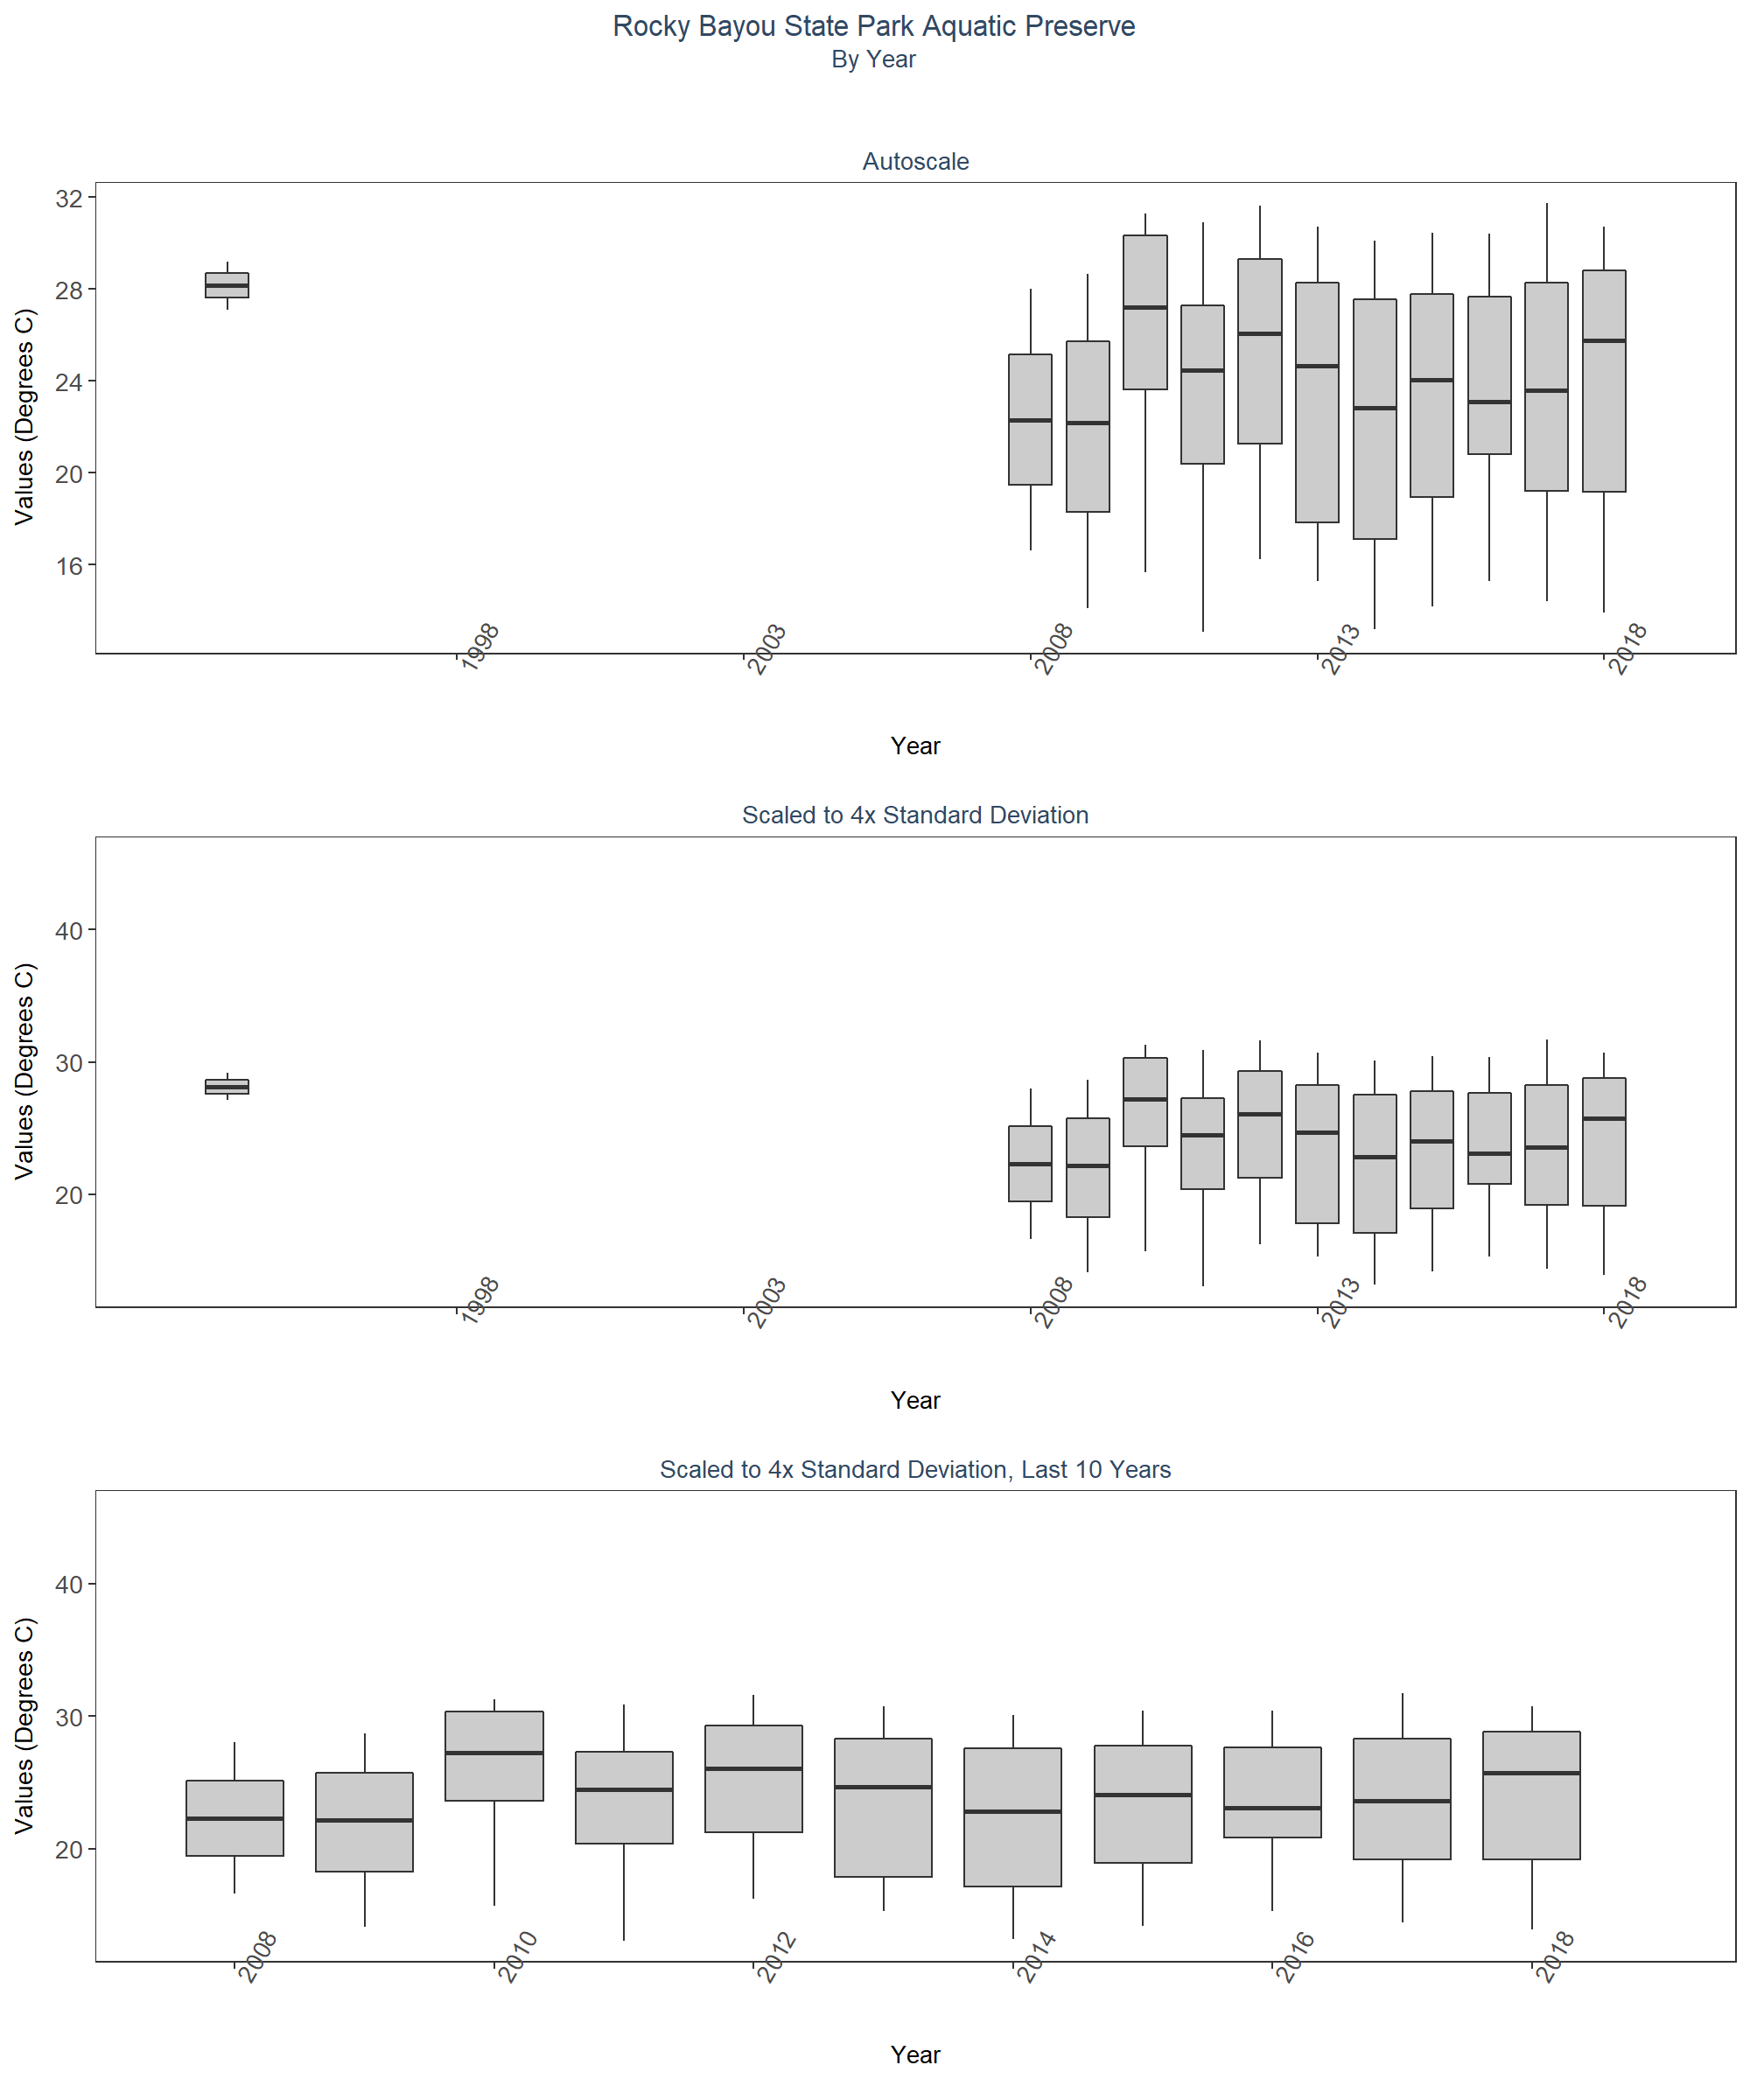 Rocky Bayou State Park Aquatic Preserve
By Year
Autoscale
Values (Degrees C)
32
28
24
20
16
1998 2003 2008 2013 2018
Year
Scaled to 4x Standard Deviation
Values (Degrees C)
40
30
20
1998 2003 2008 2013 2018
Year
Scaled to 4x Standard Deviation, Last 10 Years
Values (Degrees C)
40
30
20
2008 2010 2012 2014 2016 2018
Year